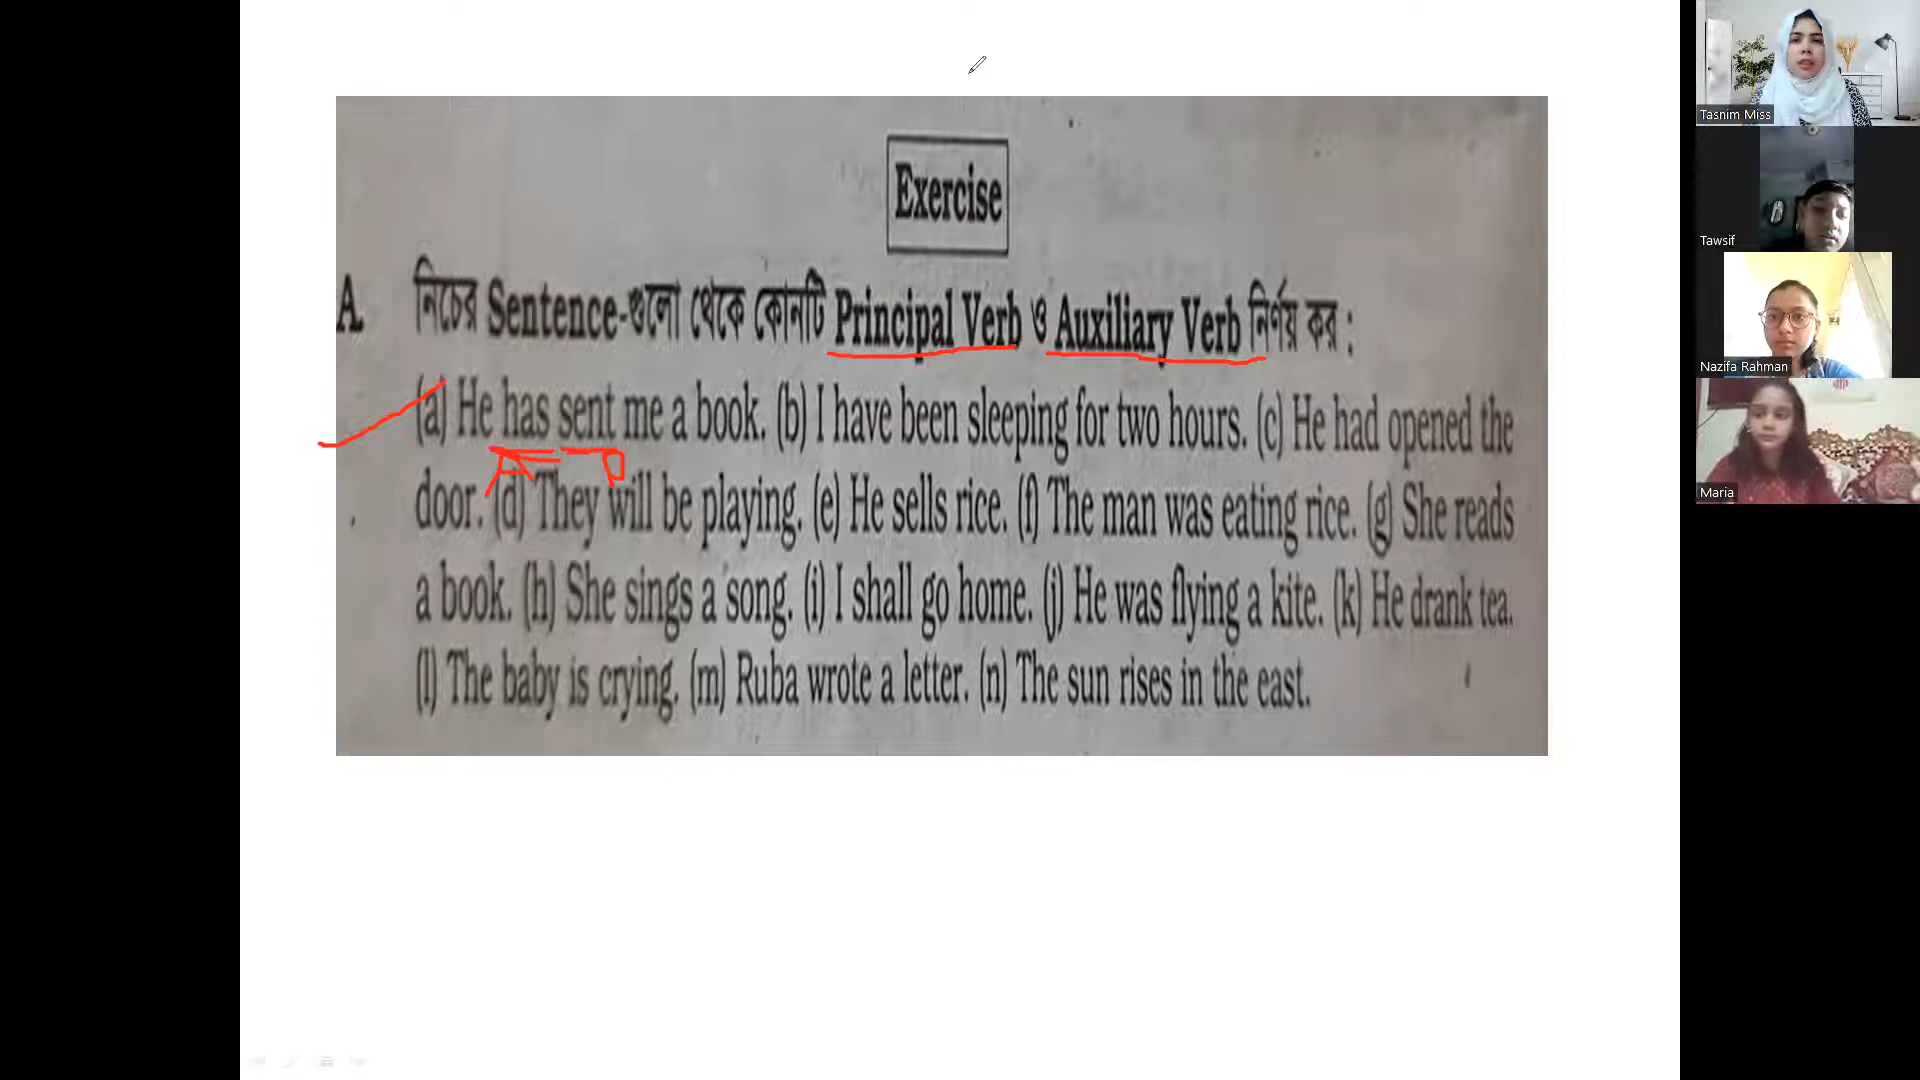 Exercise
A. নিচের Sentence-গুলো থেকে কোনটি Principal Verb ও Auxiliary Verb নির্ণয় কর :
(a) He has sent me a book. (b) I have been sleeping for two hours. (c) He had opened the
A P
door. (d) They will be playing. (e) He sells rice. (f) The man was eating rice. (g) She reads
a book. (h) She sings a song. (i) I shall go home. (j) He was flying a kite. (k) He drank tea.
(l) The baby is crying. (m) Ruba wrote a letter. (n) The sun rises in the east.
Tasnim Miss
Tawsif
Nazifa Rahman
Maria